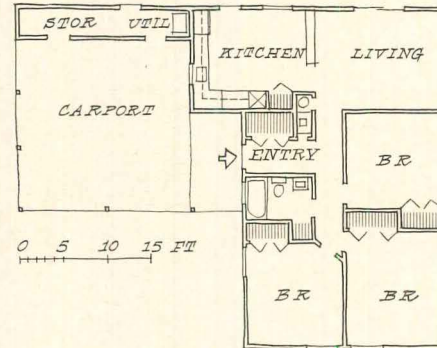 STOR UTIL
KITCHEN LIVING
CARPORT
ENTRY BR
0 5 10 15 FT
BR BR